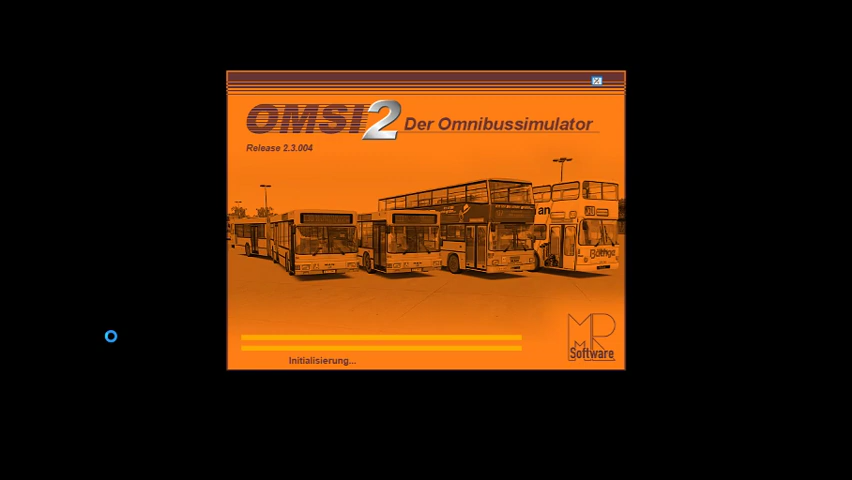 OMSI 2 Der Omnibussimulator
Release 2.3.004
MR
Software
Initialisierung...